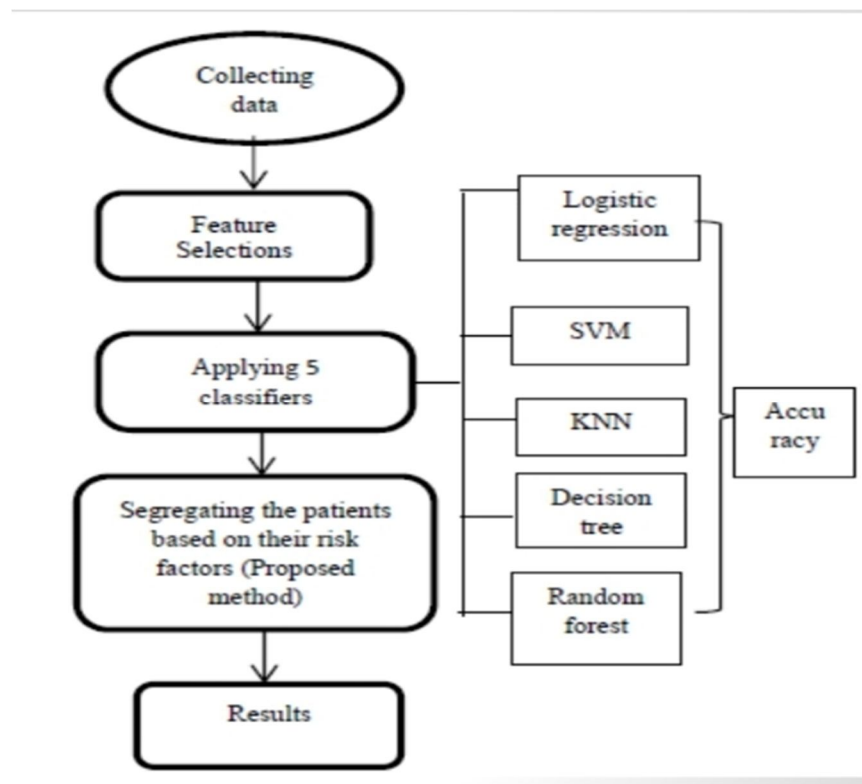 Collecting
data
Feature
Selections
Applying 5
classifiers
Segregating the patients
based on their risk
factors (Proposed
method)
Results
Logistic
regression
SVM
KNN
Decision
tree
Random
forest
Accu
racy